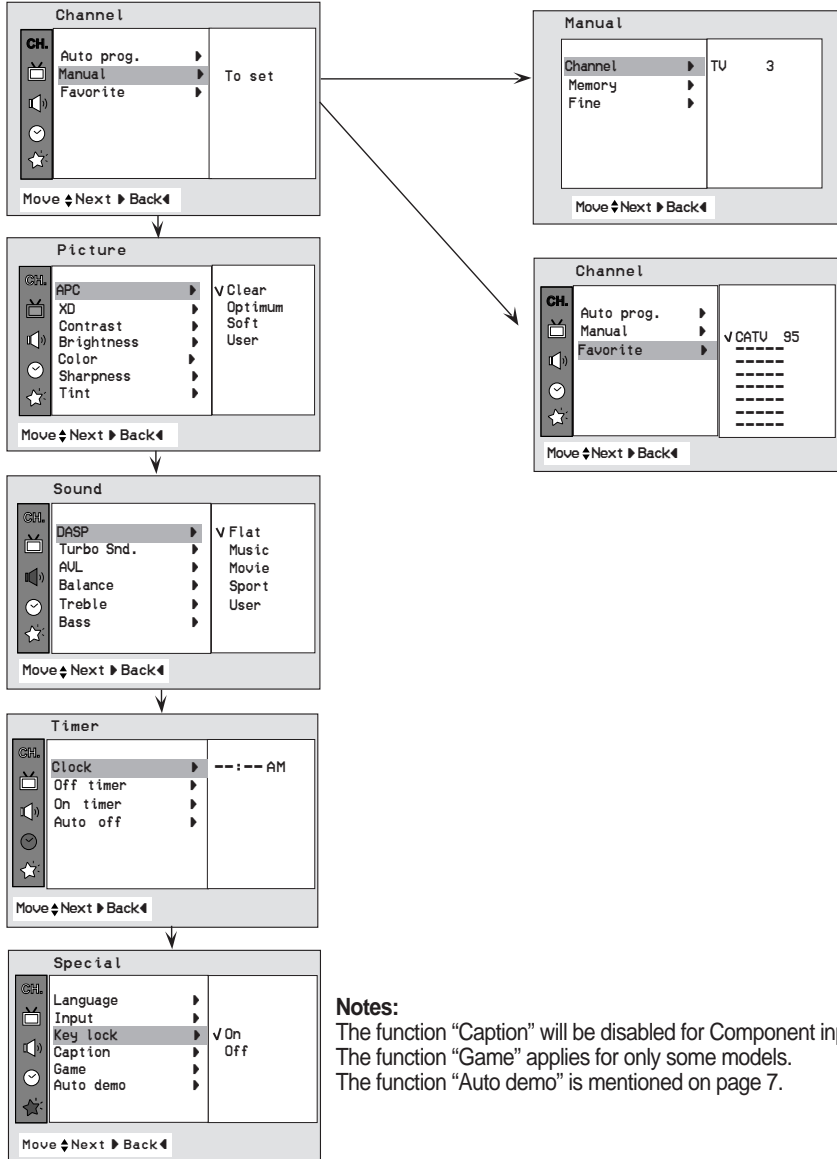 Channel
CH.
Auto prog.
Manual To set
Favorite
Move Next Back
Manual
Channel TV 3
Memory
Fine
Move Next Back
Channel
CH.
Auto prog.
Manual
Favorite
CATV 95
-----
-----
-----
-----
-----
-----
-----
Move Next Back
Picture
CH.
APC Clear
XD Optimum
Contrast Soft
Brightness User
Color
Sharpness
Tint
Move Next Back
Sound
CH.
DASP Flat
Turbo Snd. Music
AVL Movie
Balance Sport
Treble User
Bass
Move Next Back
Timer
CH.
Clock --:-- AM
Off timer
On timer
Auto off
Move Next Back
Special
CH.
Language
Input
Key lock On
Caption Off
Game
Auto demo
Move Next Back
Notes:
The function “Caption” will be disabled for Component
The function “Game” applies for only some models.
The function “Auto demo” is mentioned on page 7.